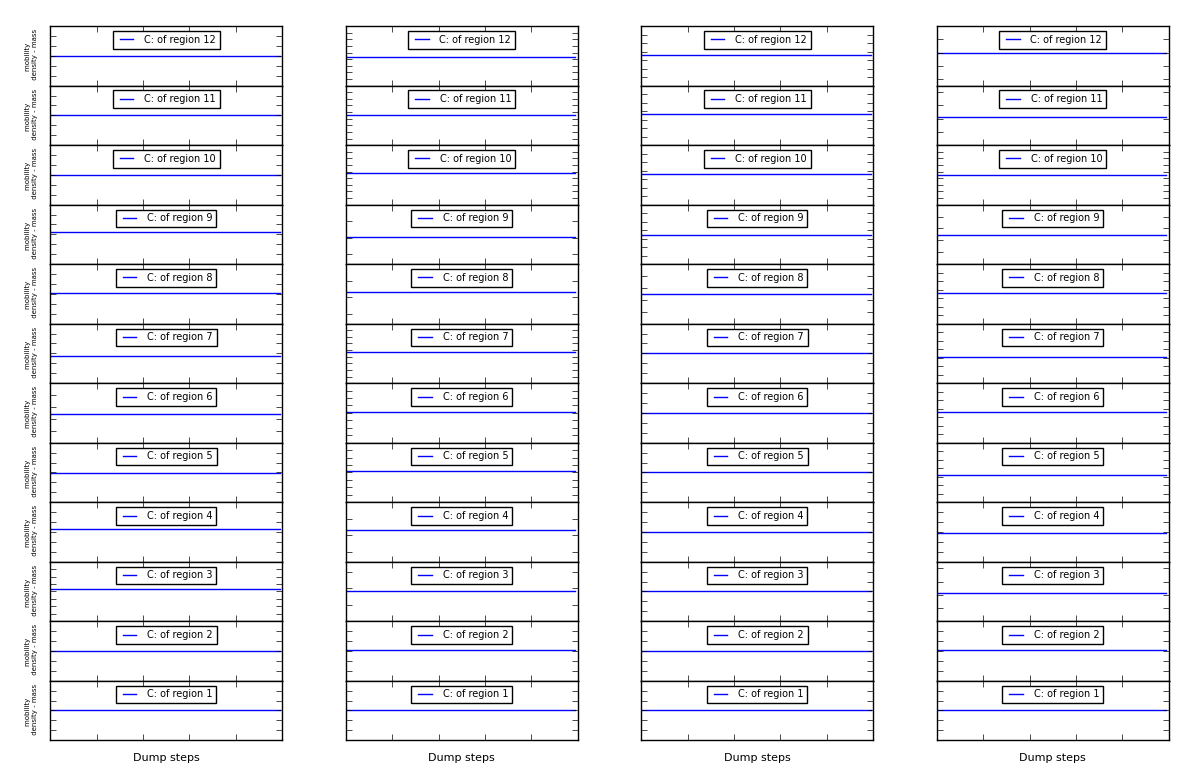 mobility
density - mass
C: of region 12
C: of region 12
C: of region 12
C: of region 12
mobility
density - mass
C: of region 11
C: of region 11
C: of region 11
C: of region 11
mobility
density - mass
C: of region 10
C: of region 10
C: of region 10
C: of region 10
mobility
density - mass
C: of region 9
C: of region 9
C: of region 9
C: of region 9
mobility
density - mass
C: of region 8
C: of region 8
C: of region 8
C: of region 8
mobility
density - mass
C: of region 7
C: of region 7
C: of region 7
C: of region 7
mobility
density - mass
C: of region 6
C: of region 6
C: of region 6
C: of region 6
mobility
density - mass
C: of region 5
C: of region 5
C: of region 5
C: of region 5
mobility
density - mass
C: of region 4
C: of region 4
C: of region 4
C: of region 4
mobility
density - mass
C: of region 3
C: of region 3
C: of region 3
C: of region 3
mobility
density - mass
C: of region 2
C: of region 2
C: of region 2
C: of region 2
mobility
density - mass
C: of region 1
C: of region 1
C: of region 1
C: of region 1
Dump steps
Dump steps
Dump steps
Dump steps